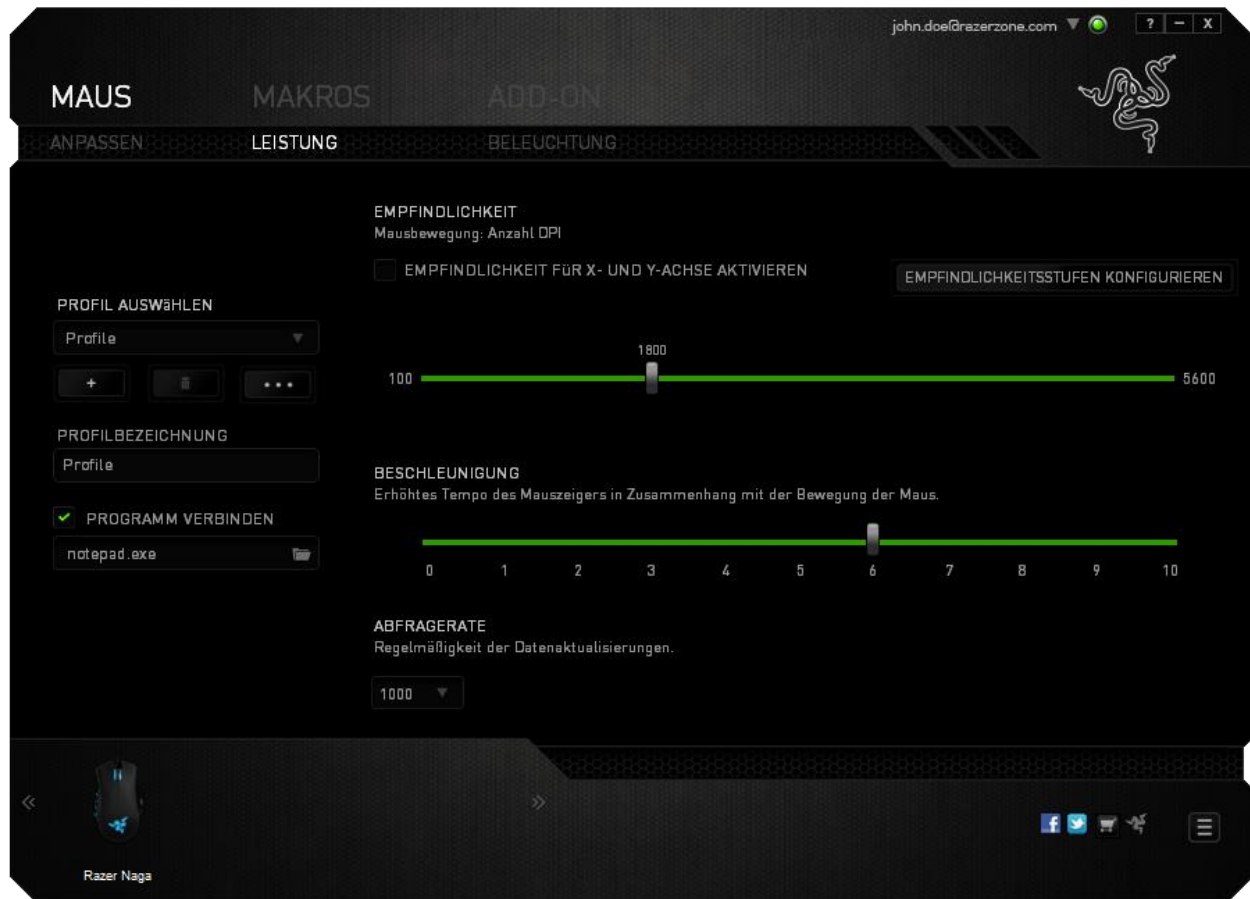 john.doe@razerzone.com
? – X
MAUS MAKROS ADD-ON
ANPASSEN LEISTUNG BELEUCHTUNG
PROFIL AUSWäHLEN
Profile
+ •••
PROFILBEZEICHNUNG
Profile
PROGRAMM VERBINDEN
notepad.exe
EMPFINDLICHKEIT
Mausbewegung: Anzahl DPI
EMPFINDLICHKEIT FüR X- UND Y-ACHSE AKTIVIEREN
EMPFINDLICHKEITSSTUFEN KONFIGURIEREN
1800
100 5600
BESCHLEUNIGUNG
Erhöhtes Tempo des Mauszeigers in Zusammenhang mit der Bewegung der Maus.
0 1 2 3 4 5 6 7 8 9 10
ABFRAGERATE
Regelmäßigkeit der Datenaktualisierungen.
1000
« »
Razer Naga